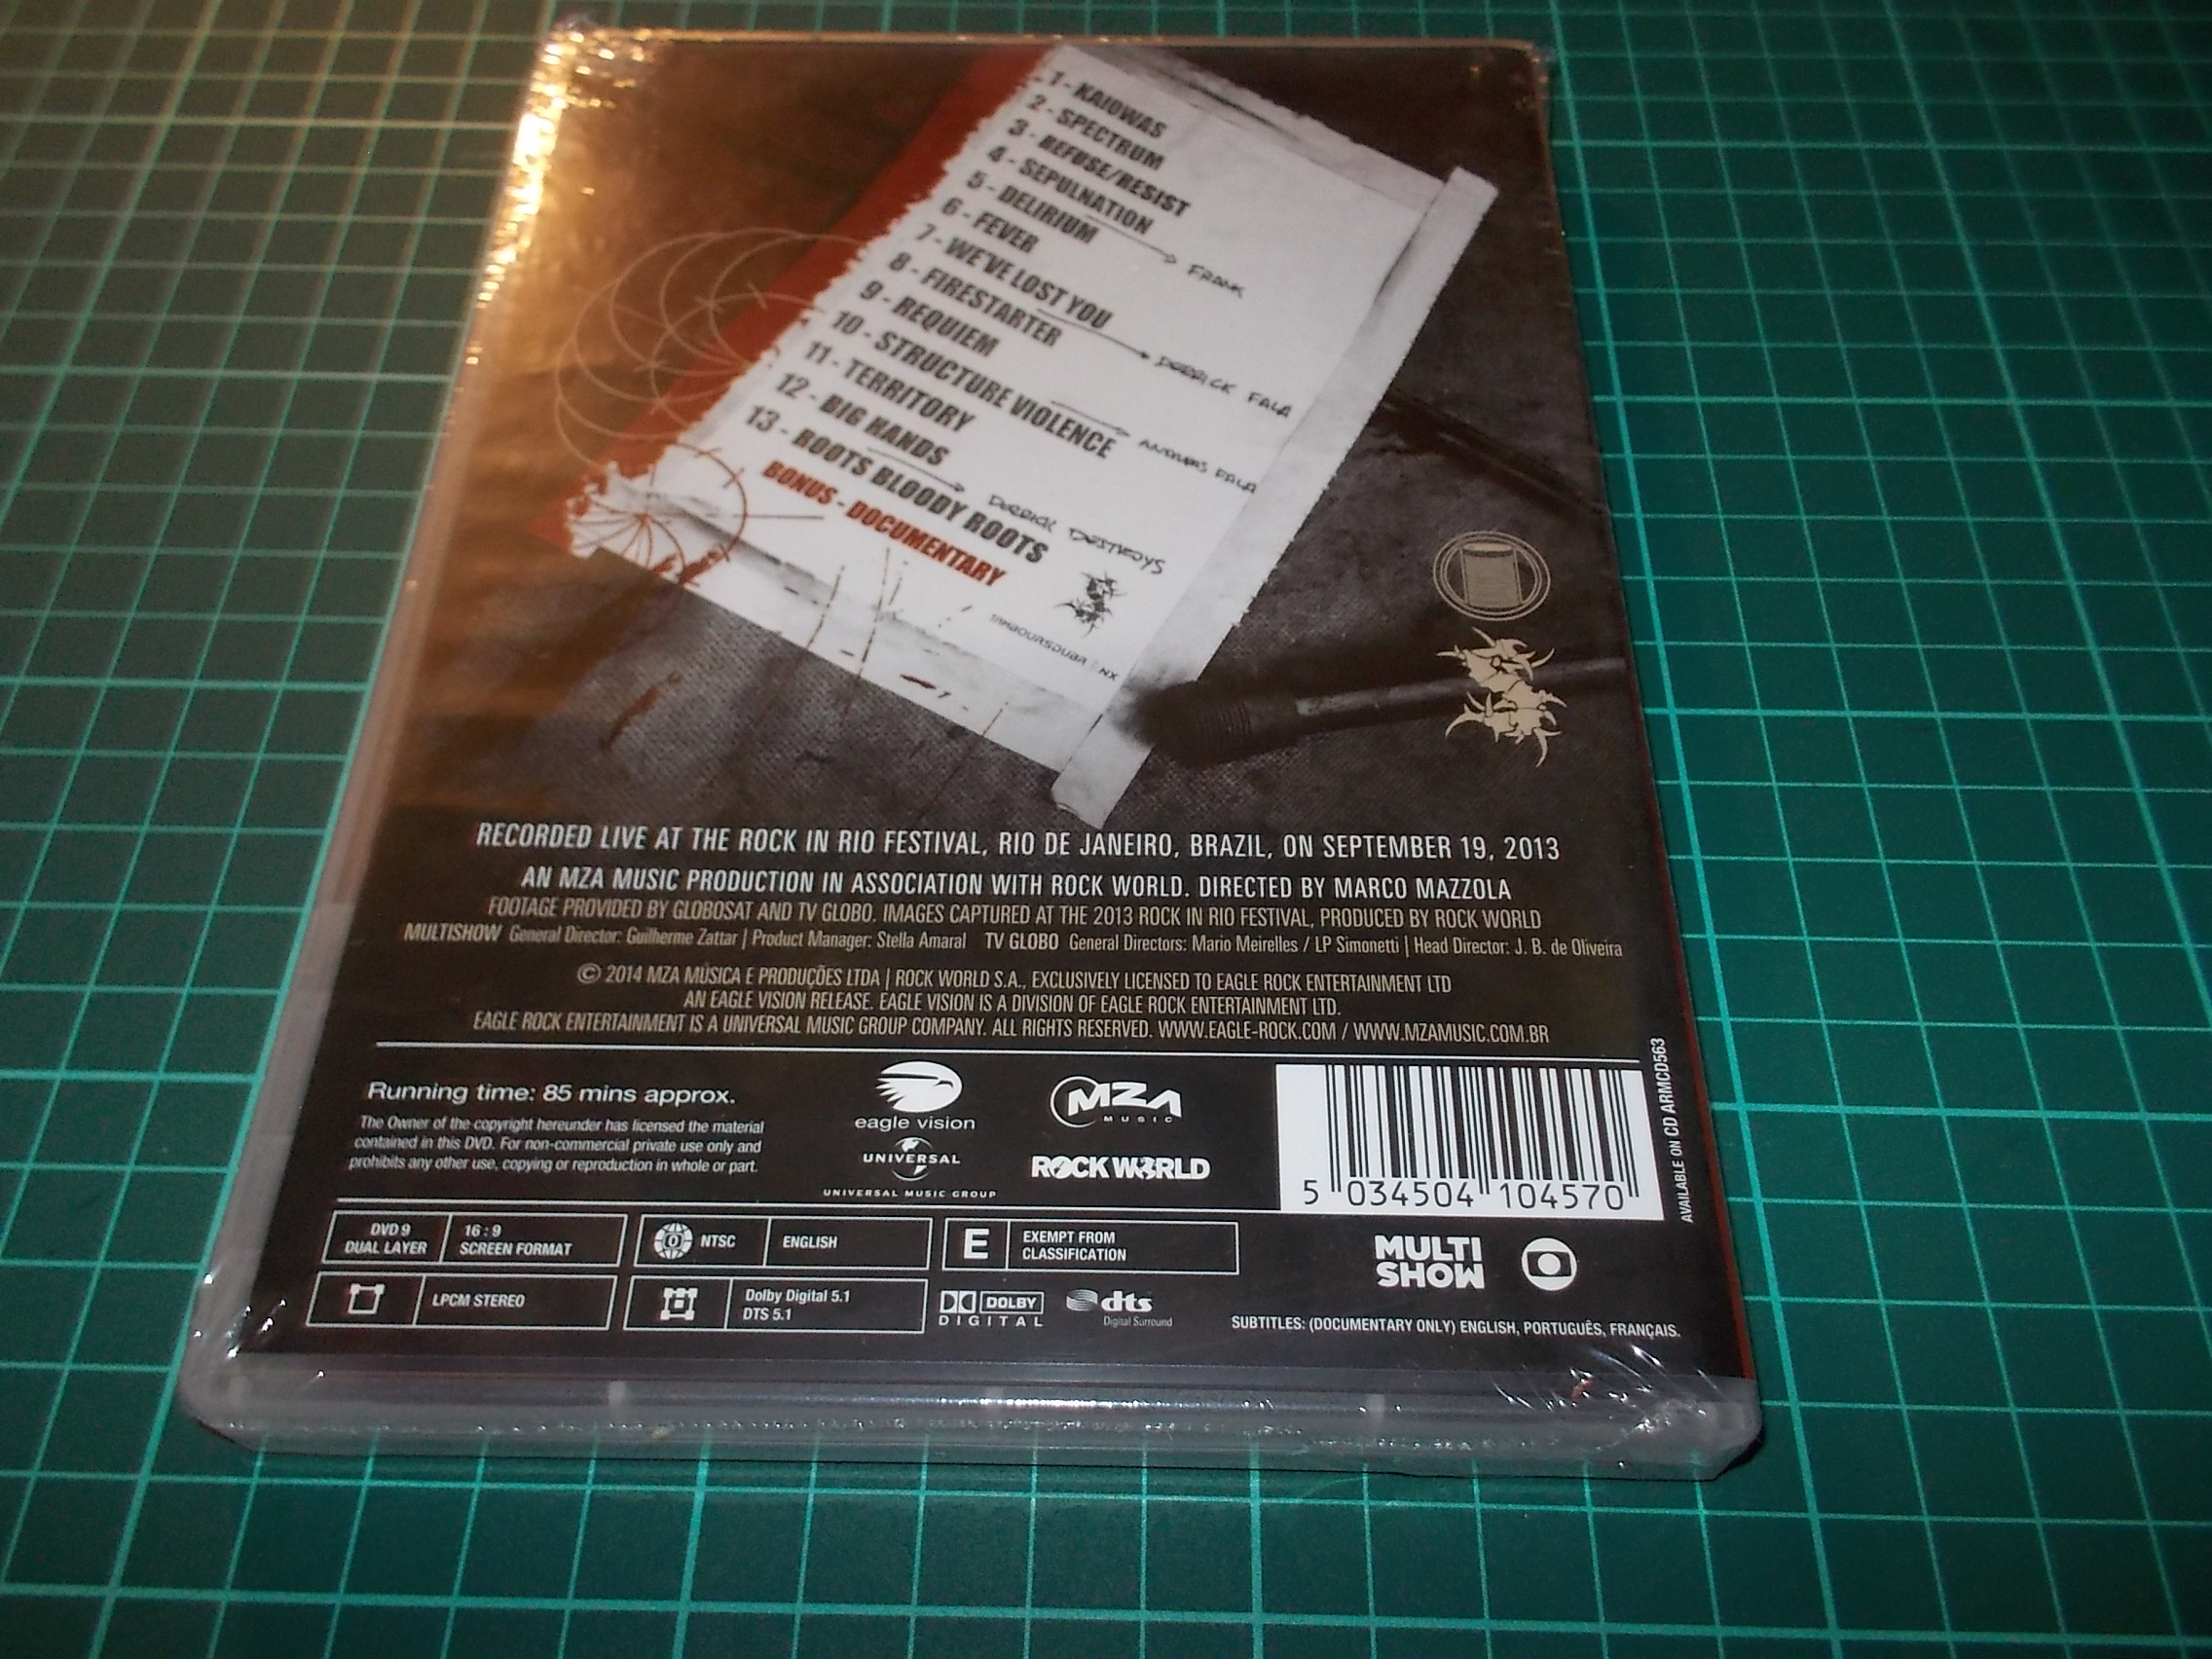 1 - KAIOWAS
2 - SPECTRUM
3 - REFUSE/RESIST
4 - SEPULNATION
5 - DELIRIUM
FRANK
6 - FEVER
7 - WE'VE LOST YOU
8 - FIRESTARTER
DERRICK FALA
9 - REQUIEM
10 - STRUCTURE VIOLENCE
ANDREAS FALA
11 - TERRITORY
12 - BIG HANDS
DERRICK DESTROYS
13 - ROOTS BLOODY ROOTS
BONUS - DOCUMENTARY
RECORDED LIVE AT THE ROCK IN RIO FESTIVAL, RIO DE JANEIRO, BRAZIL, ON SEPTEMBER 19, 2013
AN MZA MUSIC PRODUCTION IN ASSOCIATION WITH ROCK WORLD. DIRECTED BY MARCO MAZZOLA
FOOTAGE PROVIDED BY GLOBOSAT AND TV GLOBO. IMAGES CAPTURED AT THE 2013 ROCK IN RIO FESTIVAL, PRODUCED BY ROCK WORLD
MULTISHOW General Director: Guilherme Zattar | Product Manager: Stella Amaral TV GLOBO General Directors: Mario Meirelles / LP Simonetti | Head Director: J. B. de Oliveira
© 2014 MZA MÚSICA E PRODUÇÕES LTDA | ROCK WORLD S.A., EXCLUSIVELY LICENSED TO EAGLE ROCK ENTERTAINMENT LTD
AN EAGLE VISION RELEASE. EAGLE VISION IS A DIVISION OF EAGLE ROCK ENTERTAINMENT LTD.
EAGLE ROCK ENTERTAINMENT IS A UNIVERSAL MUSIC GROUP COMPANY. ALL RIGHTS RESERVED. WWW.EAGLE-ROCK.COM / WWW.MZAMUSIC.COM.BR
Running time: 85 mins approx.
The Owner of the copyright hereunder has licensed the material
contained in this DVD. For non-commercial private use only and
prohibits any other use, copying or reproduction in whole or part.
eagle vision
UNIVERSAL
UNIVERSAL MUSIC GROUP
MZA
MUSIC
ROCK WORLD
5 034504 104570
AVAILABLE ON CD ARMCD563
DVD 9
DUAL LAYER
16 : 9
SCREEN FORMAT
0
NTSC
ENGLISH
E
EXEMPT FROM
CLASSIFICATION
MULTI
SHOW
LPCM STEREO
Dolby Digital 5.1
DTS 5.1
DOLBY
DIGITAL
dts
Digital Surround
SUBTITLES: (DOCUMENTARY ONLY) ENGLISH, PORTUGUÊS, FRANÇAIS.